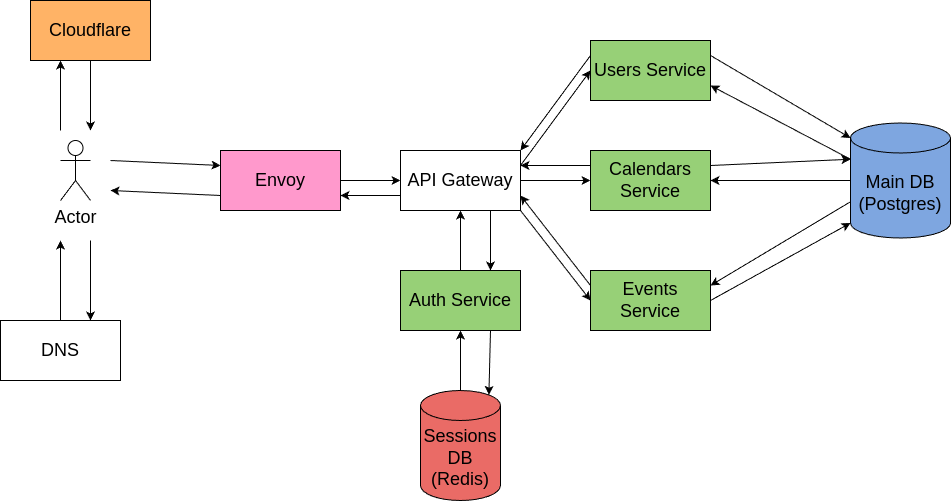 Cloudflare
Users Service
Envoy
API Gateway
Calendars
Service
Main DB
(Postgres)
Actor
Auth Service
Events
Service
DNS
Sessions
DB
(Redis)